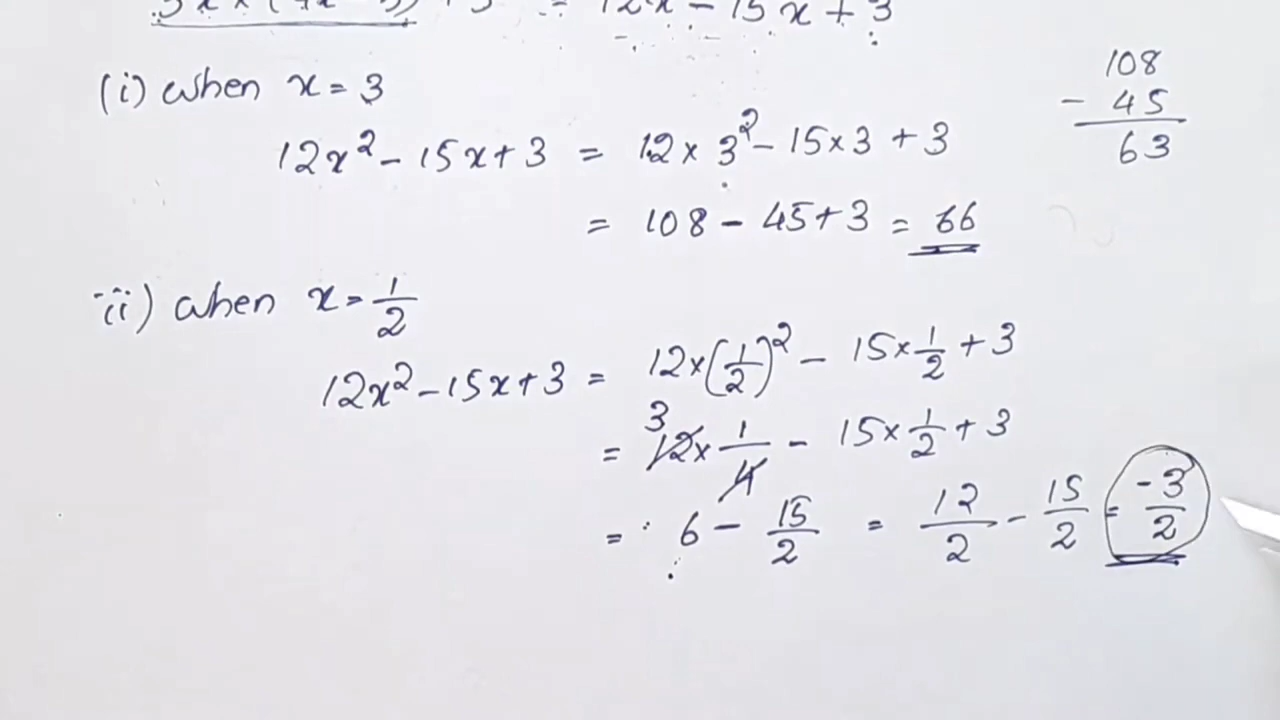 = 12x² - 15x + 3
(i) when x = 3
12x² - 15x + 3 = 12 × 3² - 15 × 3 + 3
= 108 - 45 + 3 = 66
108
- 45
63
ii) when x = 1/2
12x² - 15x + 3 = 12 × (1/2)² - 15 × 1/2 + 3
= 3 12 × 1/4 - 15 × 1/2 + 3
= 6 - 15/2 = 12/2 - 15/2 = -3/2